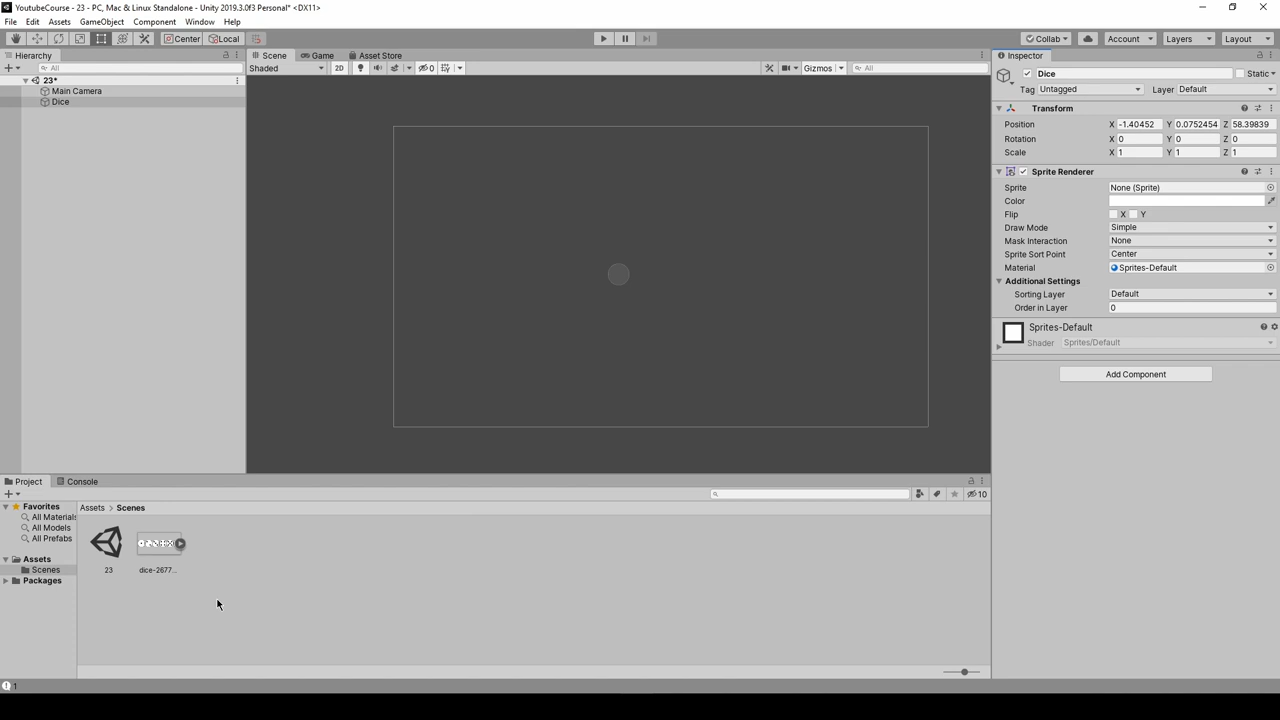 YoutubeCourse - 23 - PC, Mac & Linux Standalone - Unity 2019.3.0f3 Personal* <DX11>
File Edit Assets GameObject Component Window Help
Center Local Collab Account Layers Layout
Hierarchy
All
23*
Main Camera
Dice
Scene Game Asset Store
Shaded 2D 0 Gizmos All
Inspector
Dice Static
Tag Untagged Layer Default
Transform
Position X -1.40452 Y 0.0752454 Z 58.39839
Rotation X 0 Y 0 Z 0
Scale X 1 Y 1 Z 1
Sprite Renderer
Sprite None (Sprite)
Color
Flip X Y
Draw Mode Simple
Mask Interaction None
Sprite Sort Point Center
Material Sprites-Default
Additional Settings
Sorting Layer Default
Order in Layer 0
Sprites-Default
Shader Sprites/Default
Add Component
Project Console
10
Favorites
All Materials
All Models
All Prefabs
Assets
Scenes
Packages
Assets > Scenes
23 dice-2677...
1